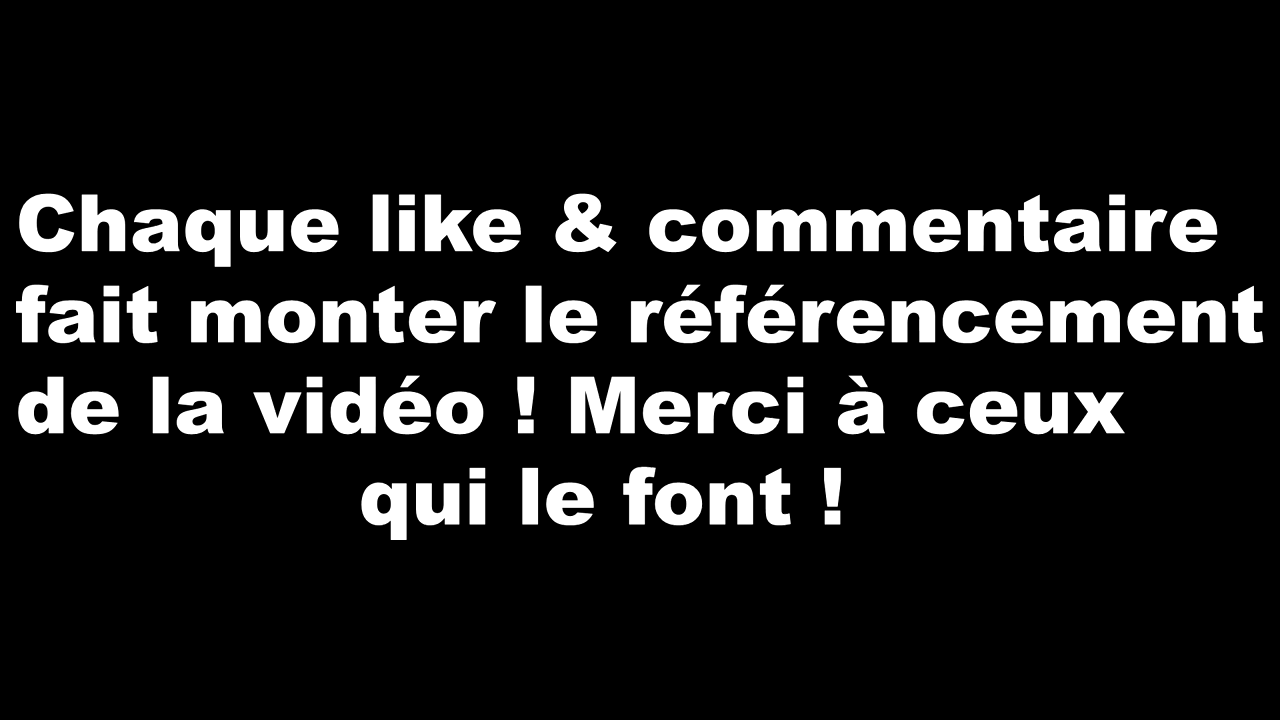 Chaque like & commentaire
fait monter le référencement
de la vidéo ! Merci à ceux
qui le font !